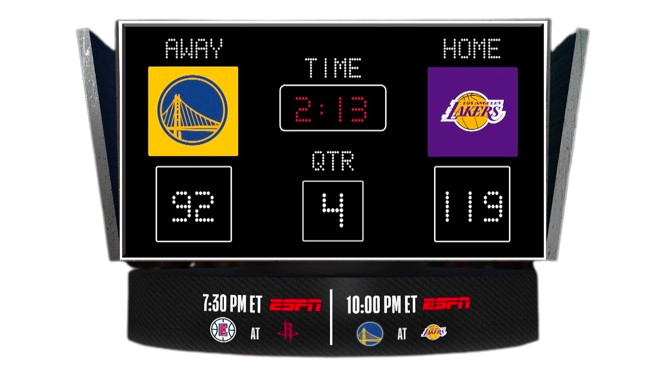 AWAY
TIME
HOME
2:13
LOS ANGELES
LAKERS
QTR
92
4
119
7:30 PM ET ESPN
10:00 PM ET ESPN
AT
AT
LAKERS